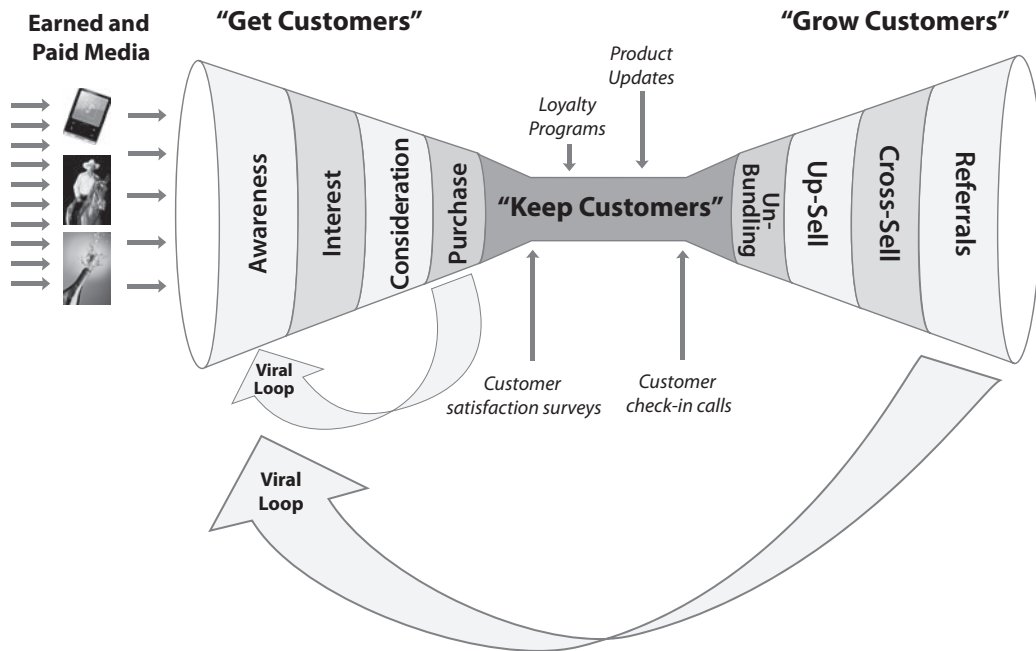 Earned and
Paid Media
“Get Customers”
“Grow Customers”
Product
Updates
Loyalty
Programs
Awareness
Interest
Consideration
Purchase
“Keep Customers”
Un-
Bundling
Up-Sell
Cross-Sell
Referrals
Viral
Loop
Customer
satisfaction surveys
Customer
check-in calls
Viral
Loop